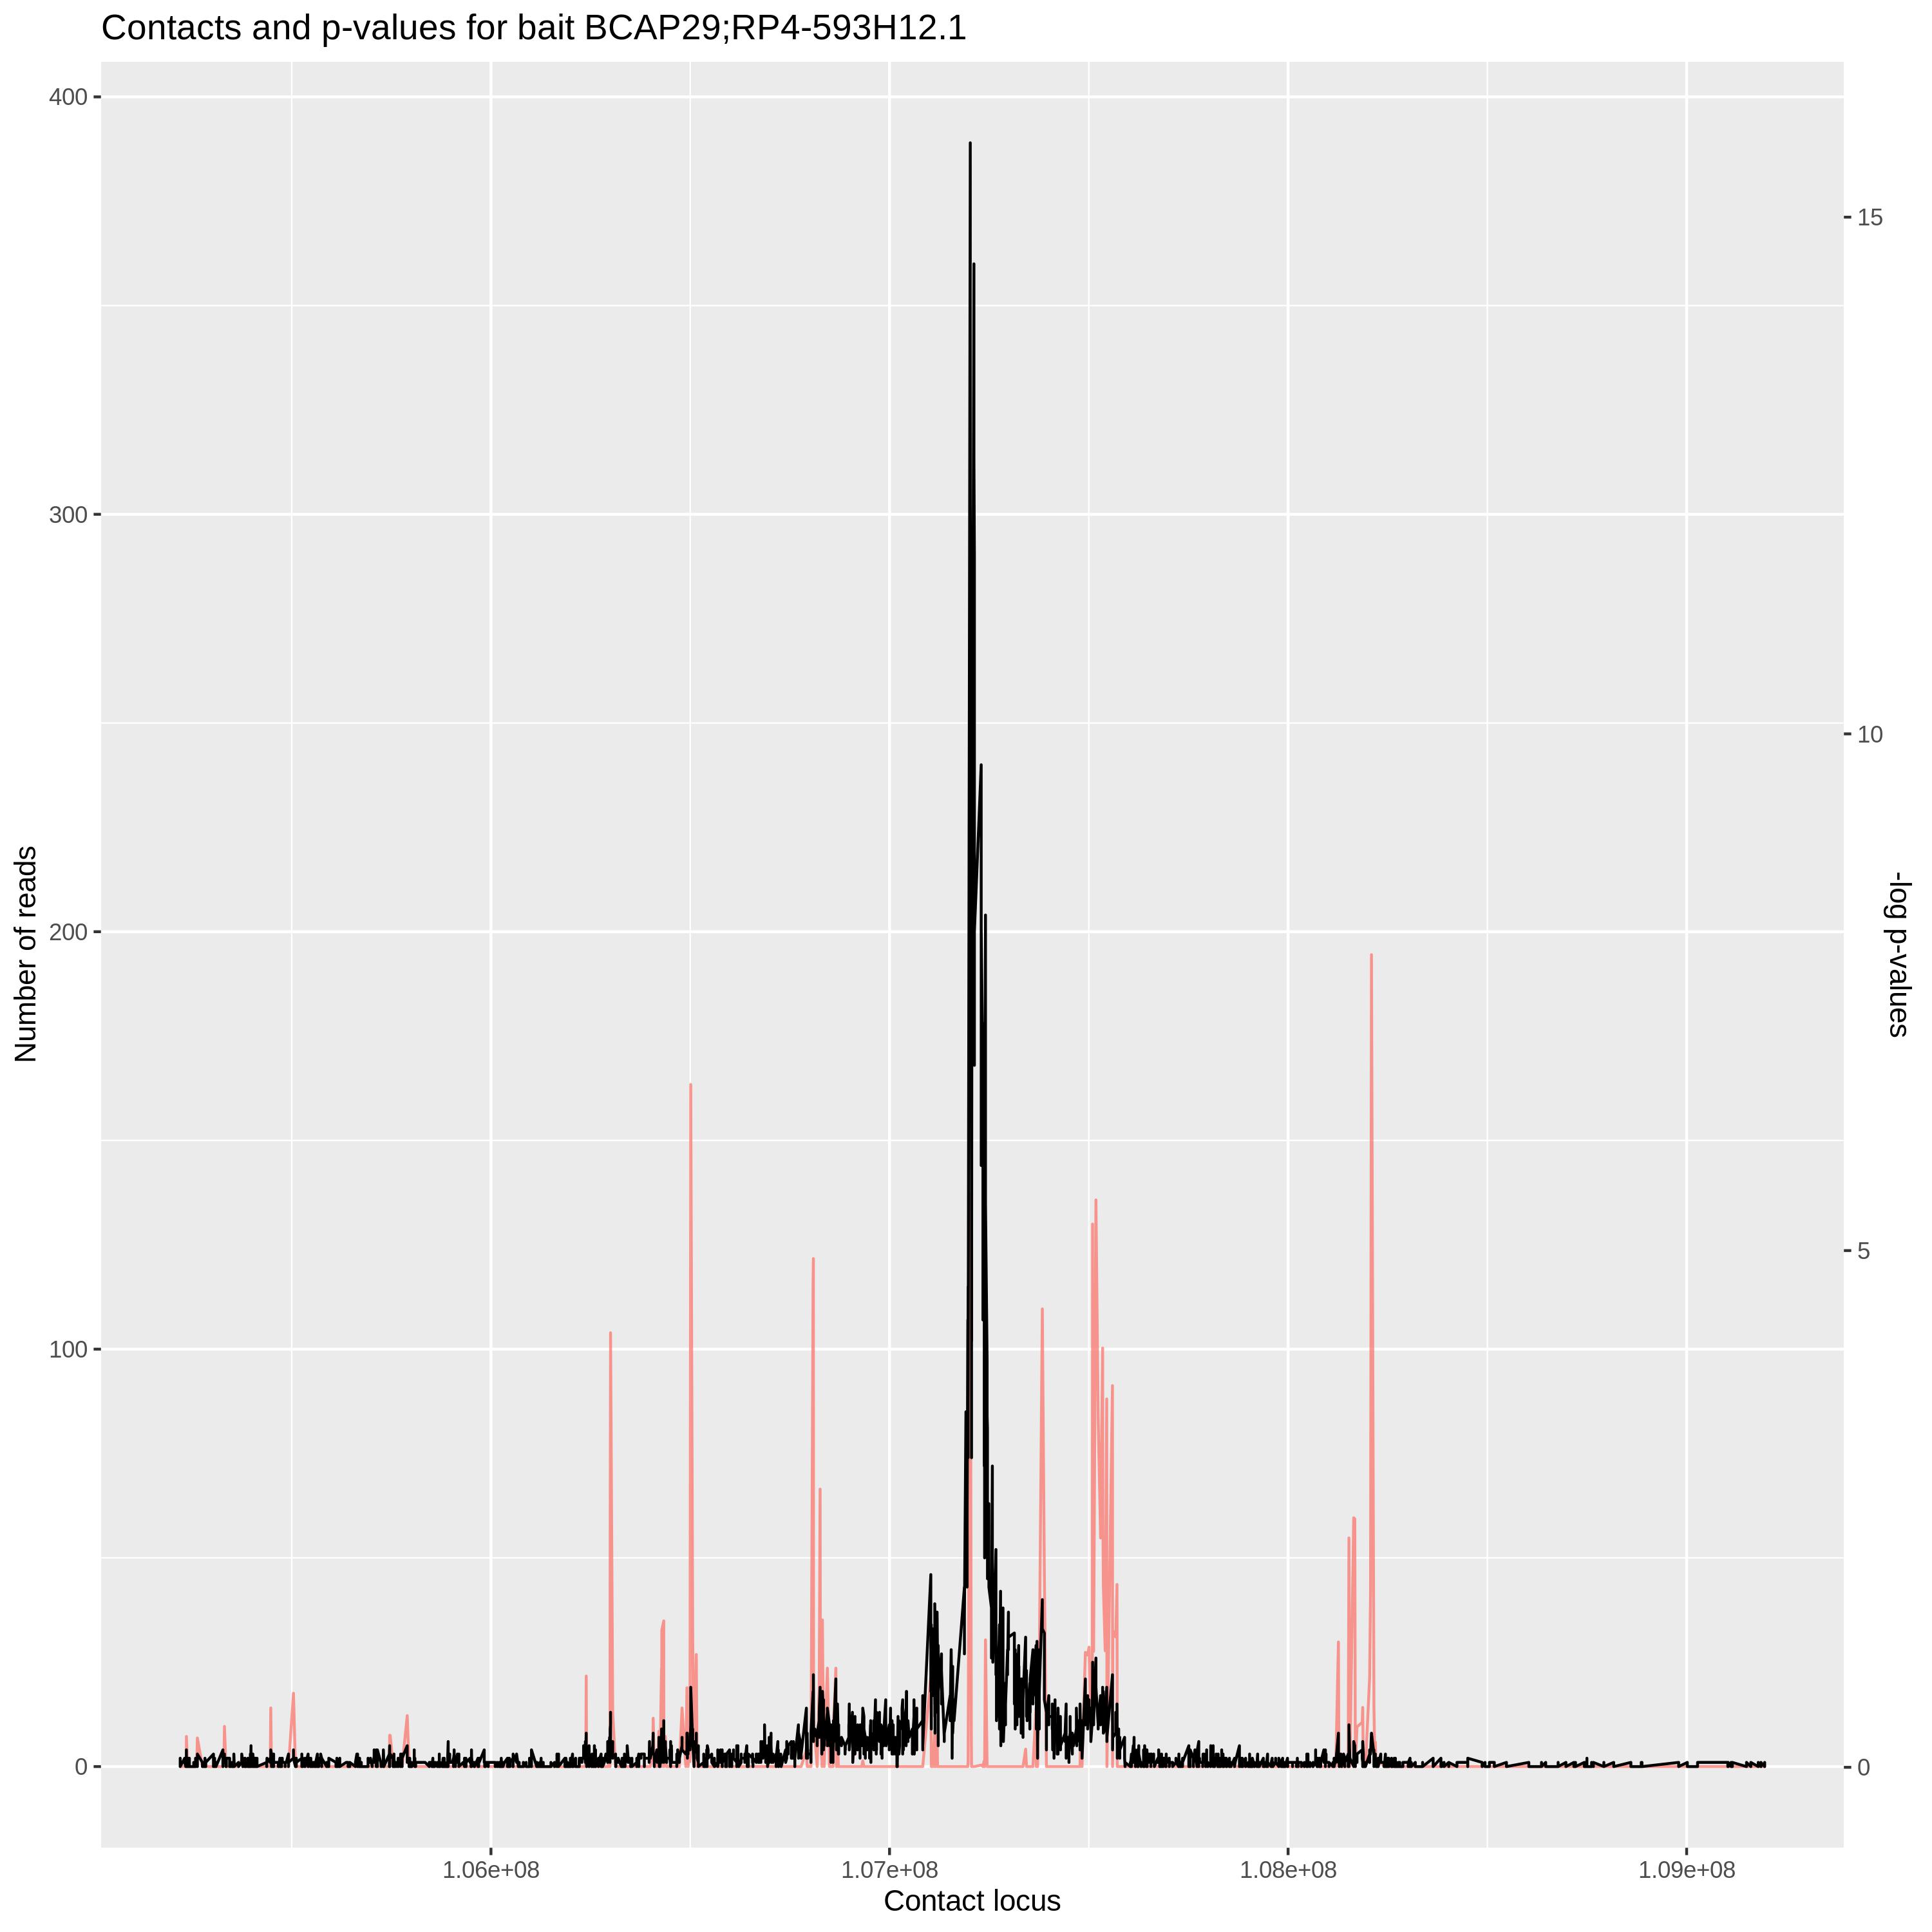 Contacts and p-values for bait BCAP29;RP4-593H12.1
400
300
200
100
0
Number of reads
15
10
5
0
-log p-values
1.06e+08
1.07e+08
1.08e+08
1.09e+08
Contact locus